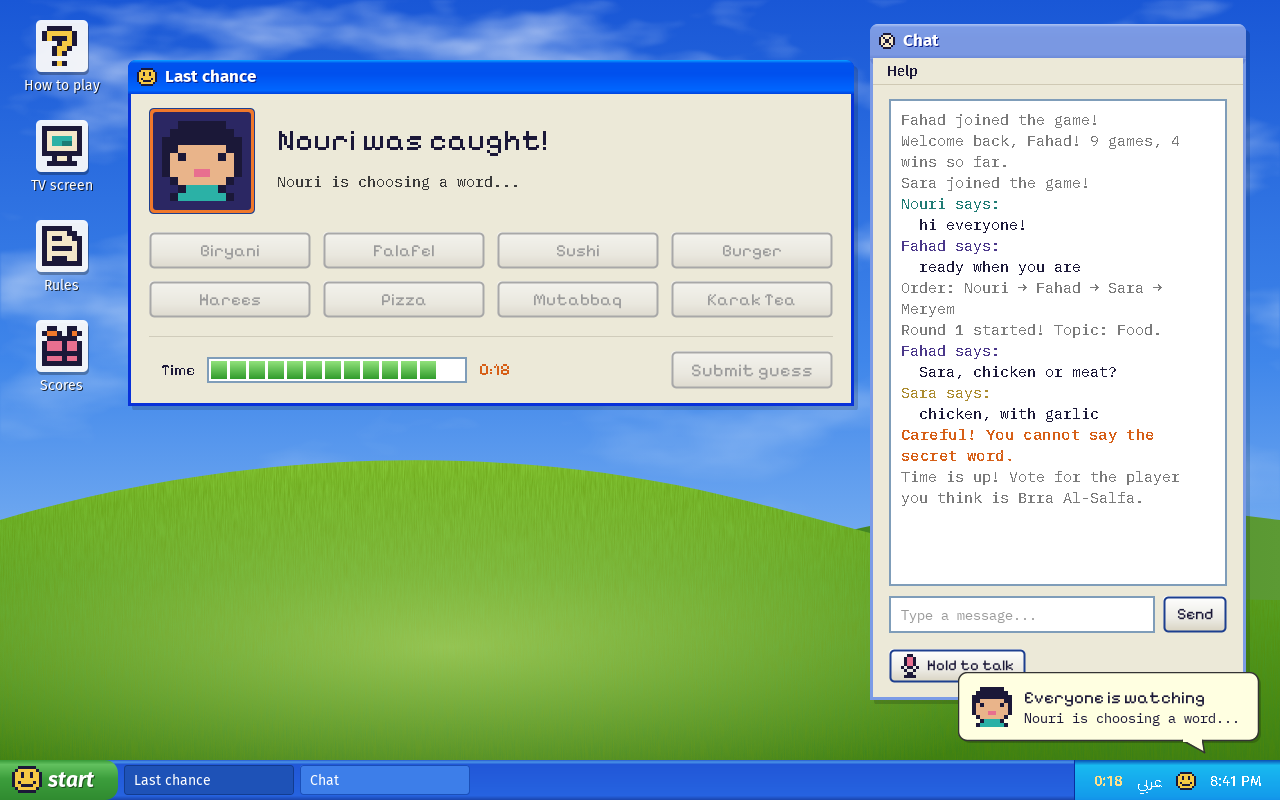 How to play
TV screen
Rules
Scores
Last chance
Nouri was caught!
Nouri is choosing a word...
Biryani
Falafel
Sushi
Burger
Harees
Pizza
Mutabbaq
Karak Tea
Time
0:18
Submit guess
Chat
Help
Fahad joined the game!
Welcome back, Fahad! 9 games, 4
wins so far.
Sara joined the game!
Nouri says:
hi everyone!
Fahad says:
ready when you are
Order: Nouri → Fahad → Sara →
Meryem
Round 1 started! Topic: Food.
Fahad says:
Sara, chicken or meat?
Sara says:
chicken, with garlic
Careful! You cannot say the
secret word.
Time is up! Vote for the player
you think is Brra Al-Salfa.
Type a message...
Send
Hold to talk
Everyone is watching
Nouri is choosing a word...
start
Last chance
Chat
0:18
عربي
8:41 PM